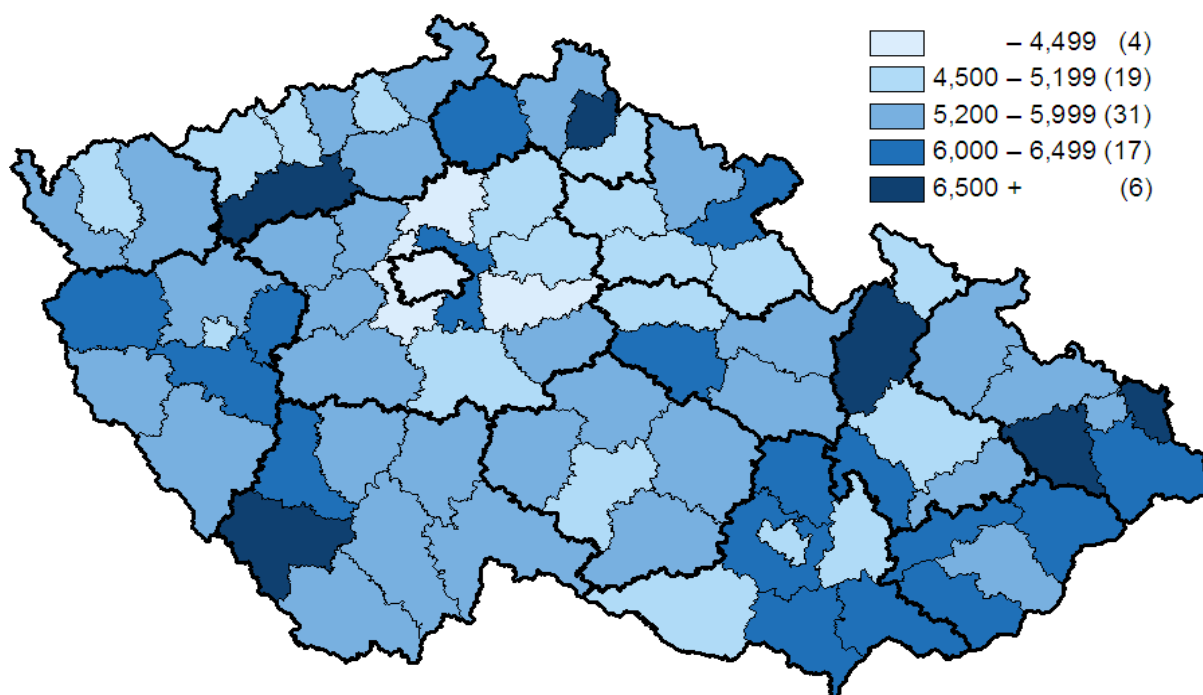 – 4,499 (4)
4,500 – 5,199 (19)
5,200 – 5,999 (31)
6,000 – 6,499 (17)
6,500 + (6)